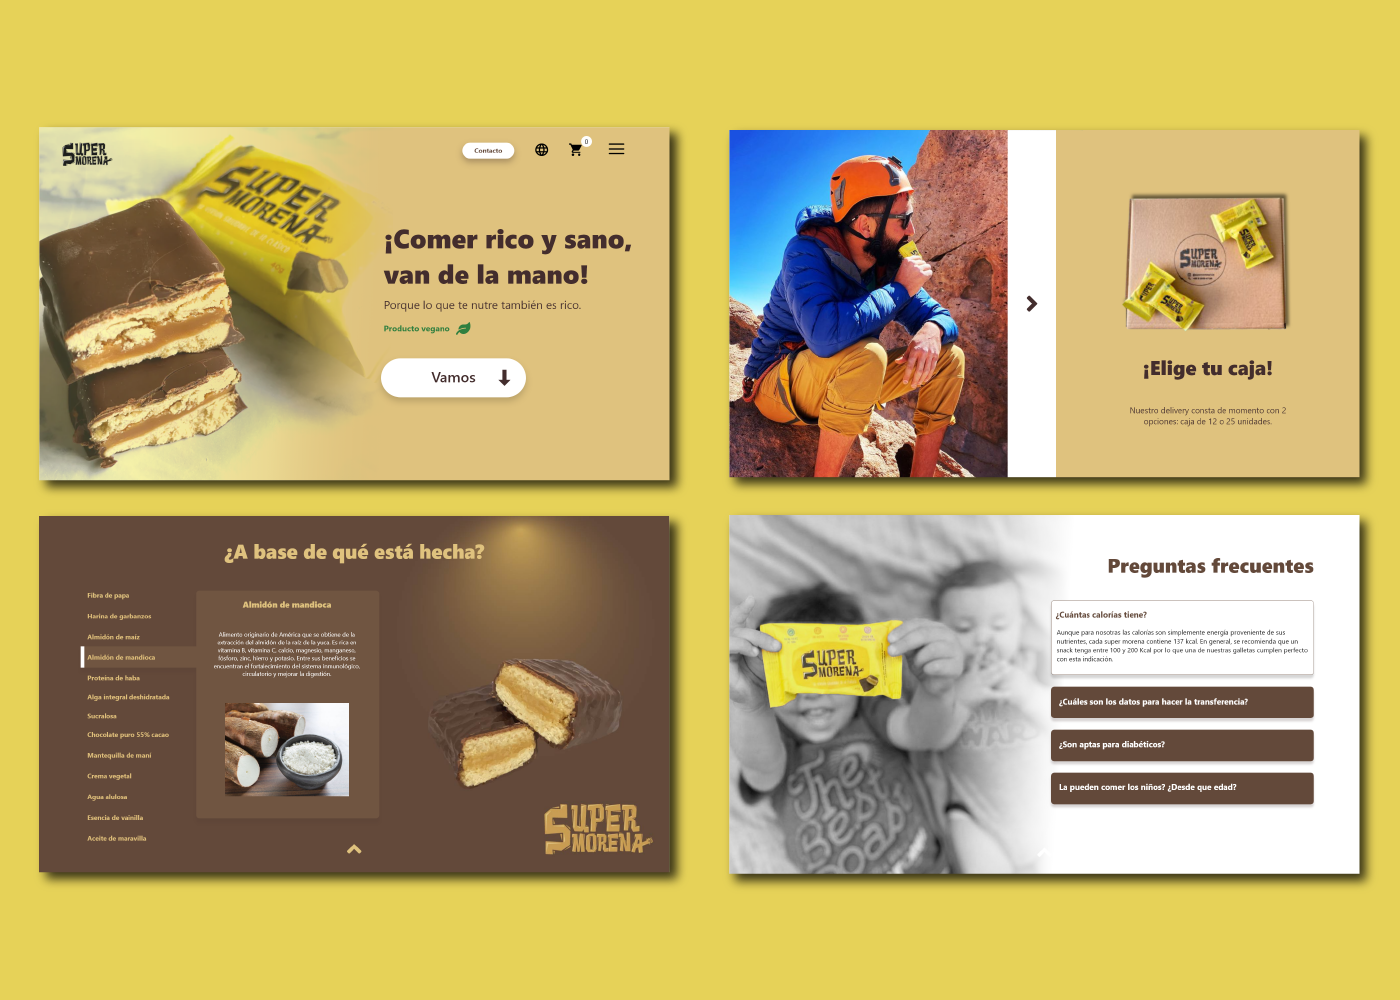 SUPER
MORENA
Contacto
0
SUPER
MORENA
¡Comer rico y sano,
van de la mano!
Porque lo que te nutre también es rico.
Producto vegano
Vamos
SUPER
MORENA
¡Elige tu caja!
Nuestro delivery consta de momento con 2
opciones: caja de 12 o 25 unidades.
¿A base de qué está hecha?
Fibra de papa
Harina de garbanzos
Almidón de maíz
Almidón de mandioca
Proteína de haba
Alga integral deshidratada
Sucralosa
Chocolate puro 55% cacao
Mantequilla de maní
Crema vegetal
Agua alulosa
Esencia de vainilla
Aceite de maravilla
Almidón de mandioca
Alimento originario de América que se obtiene de la
extracción del almidón de la raíz de la yuca. Es rica en
vitamina B, vitamina C, calcio, magnesio, manganeso,
fósforo, zinc, hierro y potasio. Entre sus beneficios se
encuentran el fortalecimiento del sistema inmunológico,
circulatorio y mejorar la digestión.
SUPER
MORENA
Preguntas frecuentes
¿Cuántas calorías tiene?
Aunque para nosotras las calorías son simplemente energía proveniente de sus
nutrientes, cada super morena contiene 137 kcal. En general, se recomienda que un
snack tenga entre 100 y 200 Kcal por lo que una de nuestras galletas cumplen perfecto
con esta indicación.
¿Cuáles son los datos para hacer la transferencia?
¿Son aptas para diabéticos?
La pueden comer los niños? ¿Desde que edad?
SUPER
MORENA
The
Best